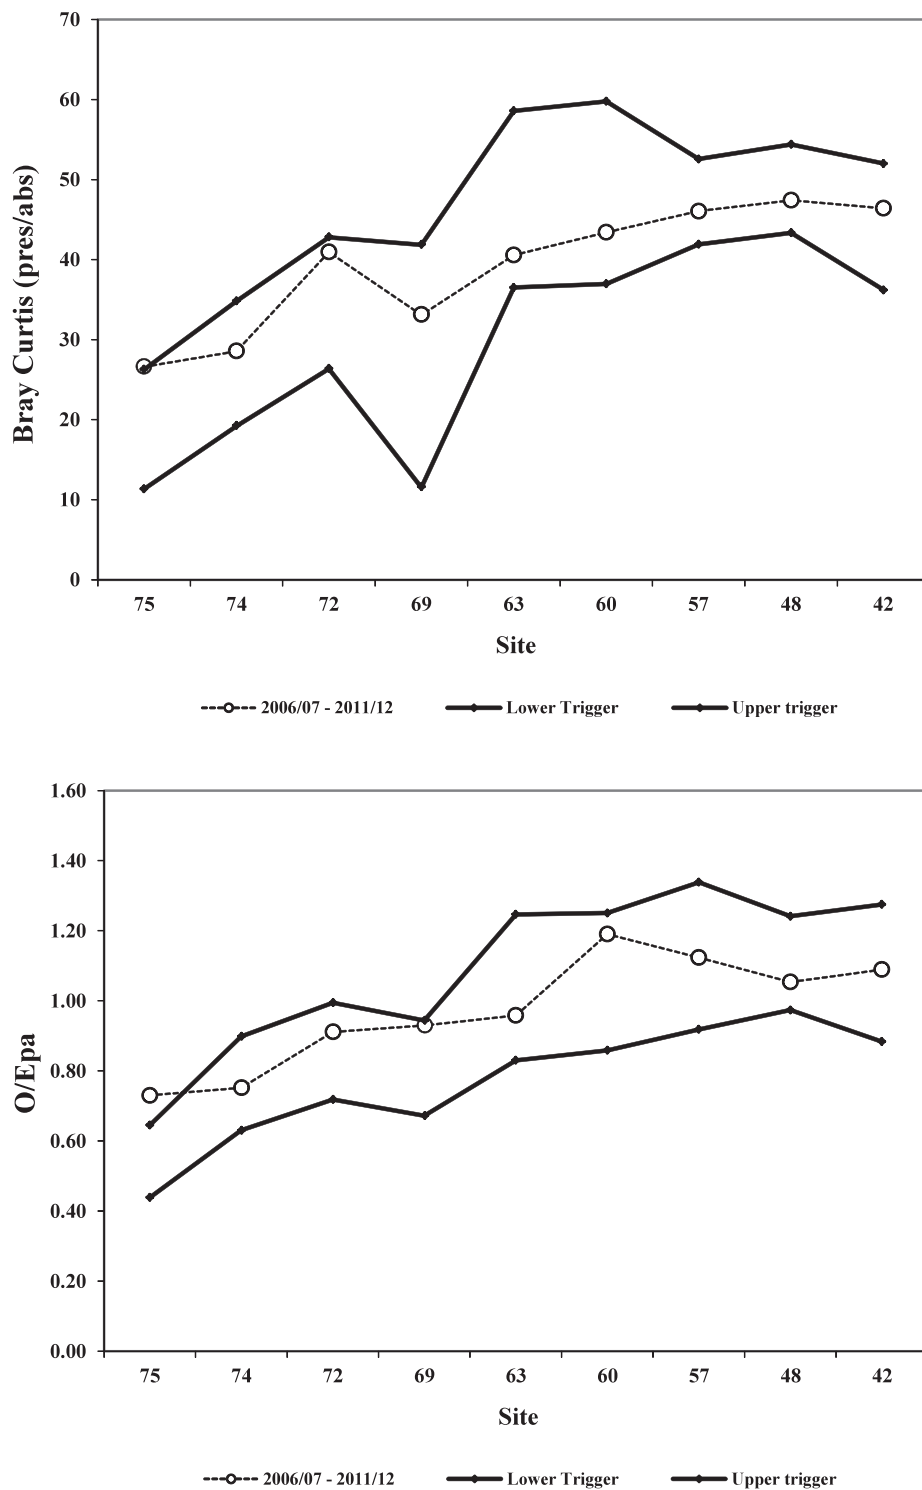 70
60
50
40
30
20
10
0
Bray Curtis (pres/abs)
75 74 72 69 63 60 57 48 42
Site
2006/07 - 2011/12 Lower Trigger Upper trigger
1.60
1.40
1.20
1.00
0.80
0.60
0.40
0.20
0.00
O/Epa
75 74 72 69 63 60 57 48 42
Site
2006/07 - 2011/12 Lower Trigger Upper trigger